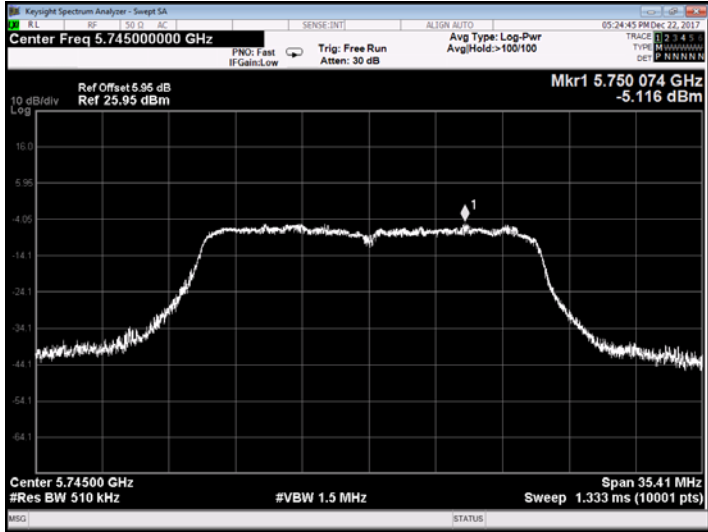 Keysight Spectrum Analyzer - Swept SA
RL RF 50 Ω AC SENSE:INT ALIGN AUTO 05:24:45 PM Dec 22, 2017
Center Freq 5.745000000 GHz
PNO: Fast
IFGain:Low
Trig: Free Run
Atten: 30 dB
Avg Type: Log-Pwr
Avg|Hold:>100/100
TRACE 1 2 3 4 5 6
TYPE M WWWWW
DET P N N N N N
Ref Offset 5.95 dB
Ref 25.95 dBm
10 dB/div
Log
Mkr1 5.750 074 GHz
-5.116 dBm
16.0
5.95
-4.05
1
-14.1
-24.1
-34.1
-44.1
-54.1
-64.1
Center 5.74500 GHz
Span 35.41 MHz
#Res BW 510 kHz
#VBW 1.5 MHz
Sweep 1.333 ms (10001 pts)
MSG STATUS